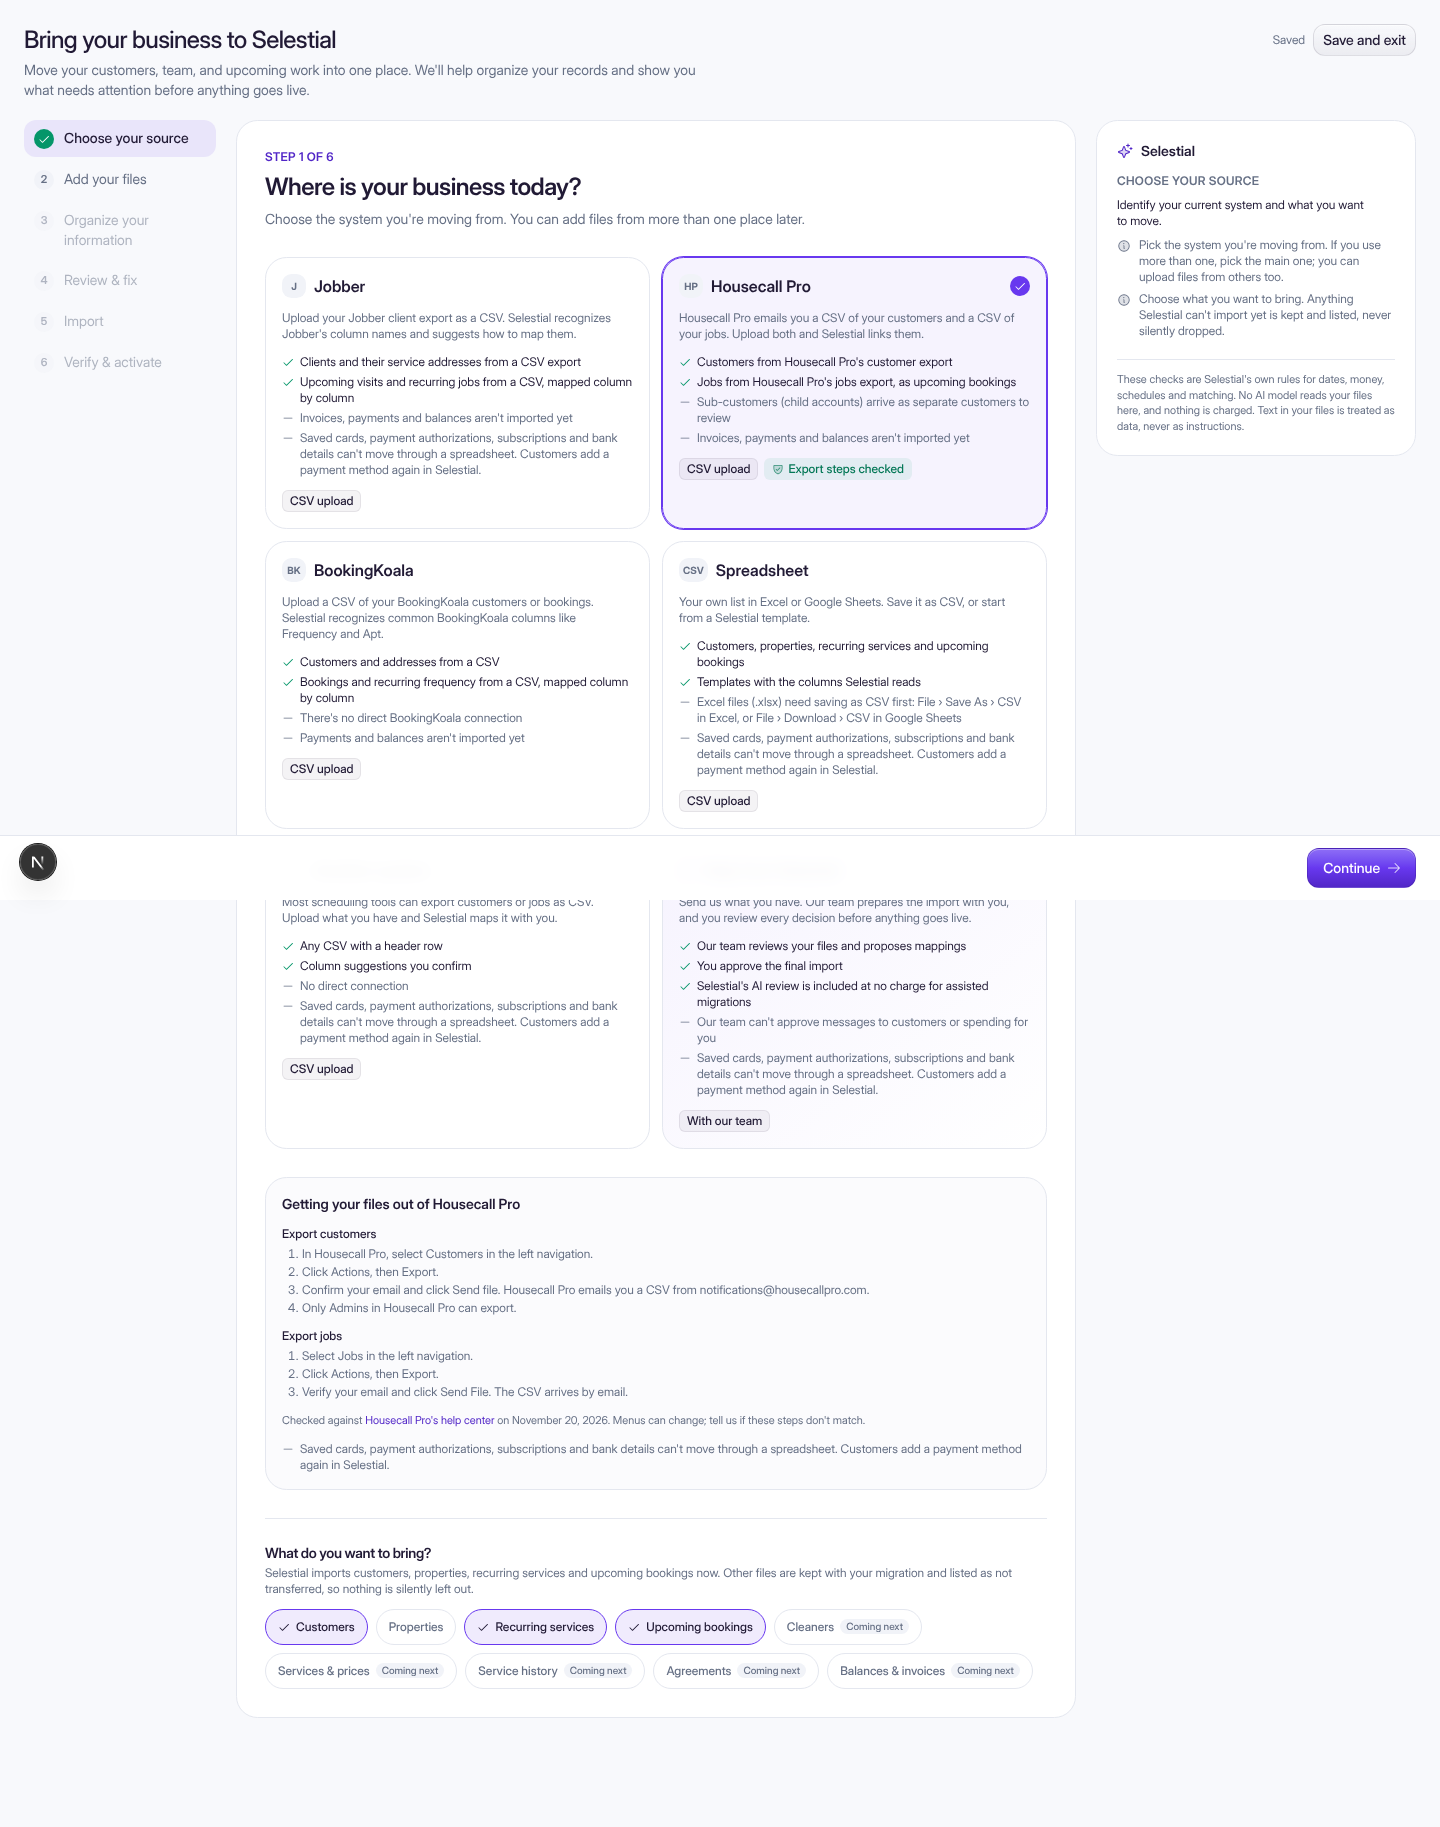 Bring your business to Selestial
Move your customers, team, and upcoming work into one place. We'll help organize your records and show you
what needs attention before anything goes live.
Saved
Save and exit
Choose your source
2 Add your files
3 Organize your
information
4 Review & fix
5 Import
6 Verify & activate
STEP 1 OF 6
Where is your business today?
Choose the system you're moving from. You can add files from more than one place later.
J Jobber
Upload your Jobber client export as a CSV. Selestial recognizes
Jobber's column names and suggests how to map them.
Clients and their service addresses from a CSV export
Upcoming visits and recurring jobs from a CSV, mapped column
by column
Invoices, payments and balances aren't imported yet
Saved cards, payment authorizations, subscriptions and bank
details can't move through a spreadsheet. Customers add a
payment method again in Selestial.
CSV upload
HP Housecall Pro
Housecall Pro emails you a CSV of your customers and a CSV of
your jobs. Upload both and Selestial links them.
Customers from Housecall Pro's customer export
Jobs from Housecall Pro's jobs export, as upcoming bookings
Sub-customers (child accounts) arrive as separate customers to
review
Invoices, payments and balances aren't imported yet
CSV upload
Export steps checked
BK BookingKoala
Upload a CSV of your BookingKoala customers or bookings.
Selestial recognizes common BookingKoala columns like
Frequency and Apt.
Customers and addresses from a CSV
Bookings and recurring frequency from a CSV, mapped column
by column
There's no direct BookingKoala connection
Payments and balances aren't imported yet
CSV upload
CSV Spreadsheet
Your own list in Excel or Google Sheets. Save it as CSV, or start
from a Selestial template.
Customers, properties, recurring services and upcoming
bookings
Templates with the columns Selestial reads
Excel files (.xlsx) need saving as CSV first: File › Save As › CSV
in Excel, or File › Download › CSV in Google Sheets
Saved cards, payment authorizations, subscriptions and bank
details can't move through a spreadsheet. Customers add a
payment method again in Selestial.
CSV upload
N
Continue →
Most scheduling tools can export customers or jobs as CSV.
Upload what you have and Selestial maps it with you.
Any CSV with a header row
Column suggestions you confirm
No direct connection
Saved cards, payment authorizations, subscriptions and bank
details can't move through a spreadsheet. Customers add a
payment method again in Selestial.
CSV upload
Send us what you have. Our team prepares the import with you,
and you review every decision before anything goes live.
Our team reviews your files and proposes mappings
You approve the final import
Selestial's AI review is included at no charge for assisted
migrations
Our team can't approve messages to customers or spending for
you
Saved cards, payment authorizations, subscriptions and bank
details can't move through a spreadsheet. Customers add a
payment method again in Selestial.
With our team
Getting your files out of Housecall Pro
Export customers
1. In Housecall Pro, select Customers in the left navigation.
2. Click Actions, then Export.
3. Confirm your email and click Send file. Housecall Pro emails you a CSV from notifications@housecallpro.com.
4. Only Admins in Housecall Pro can export.
Export jobs
1. Select Jobs in the left navigation.
2. Click Actions, then Export.
3. Verify your email and click Send File. The CSV arrives by email.
Checked against Housecall Pro's help center on November 20, 2026. Menus can change; tell us if these steps don't match.
Saved cards, payment authorizations, subscriptions and bank details can't move through a spreadsheet. Customers add a payment method
again in Selestial.
What do you want to bring?
Selestial imports customers, properties, recurring services and upcoming bookings now. Other files are kept with your migration and listed as not
transferred, so nothing is silently left out.
Customers
Properties
Recurring services
Upcoming bookings
Cleaners Coming next
Services & prices Coming next
Service history Coming next
Agreements Coming next
Balances & invoices Coming next
Selestial
CHOOSE YOUR SOURCE
Identify your current system and what you want
to move.
Pick the system you're moving from. If you use
more than one, pick the main one; you can
upload files from others too.
Choose what you want to bring. Anything
Selestial can't import yet is kept and listed, never
silently dropped.
These checks are Selestial's own rules for dates, money,
schedules and matching. No AI model reads your files
here, and nothing is charged. Text in your files is treated as
data, never as instructions.